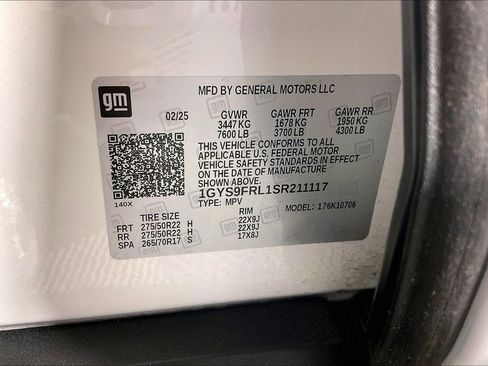 gm
MFD BY GENERAL MOTORS LLC
02/25 GVWR GAWR FRT GAWR RR
3447 KG 1678 KG 1950 KG
7600 LB 3700 LB 4300 LB
THIS VEHICLE CONFORMS TO ALL
APPLICABLE U.S. FEDERAL MOTOR
VEHICLE SAFETY STANDARDS IN EFFECT
ON THE DATE OF MANUFACTURE
SHOWN ABOVE.
1GYS9FRL1SR211117
140X TYPE: MPV MODEL: 176K10706
TIRE SIZE RIM
FRT 275/50R22 H 22X9J
RR 275/50R22 H 22X9J
SPA 265/70R17 S 17X8J